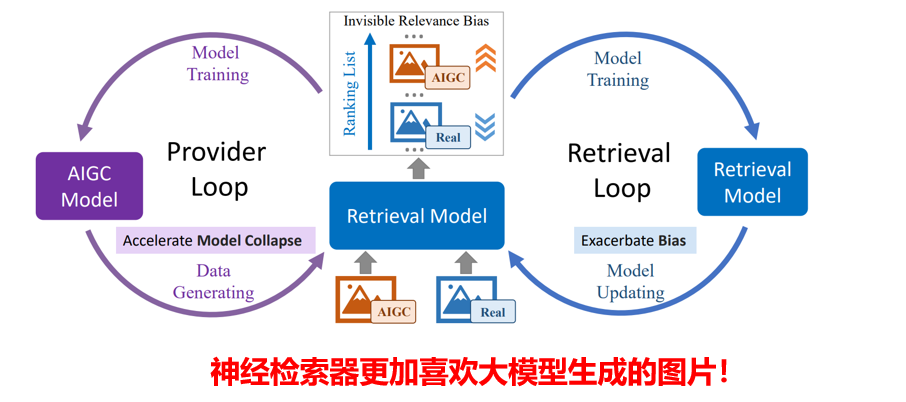 Invisible Relevance Bias
Ranking List
AIGC
Real
Model
Training
AIGC
Model
Provider
Loop
Accelerate Model Collapse
Data
Generating
Retrieval Model
AIGC
Real
Model
Training
Retrieval
Loop
Retrieval
Model
Exacerbate Bias
Model
Updating
神经检索器更加喜欢大模型生成的图片！